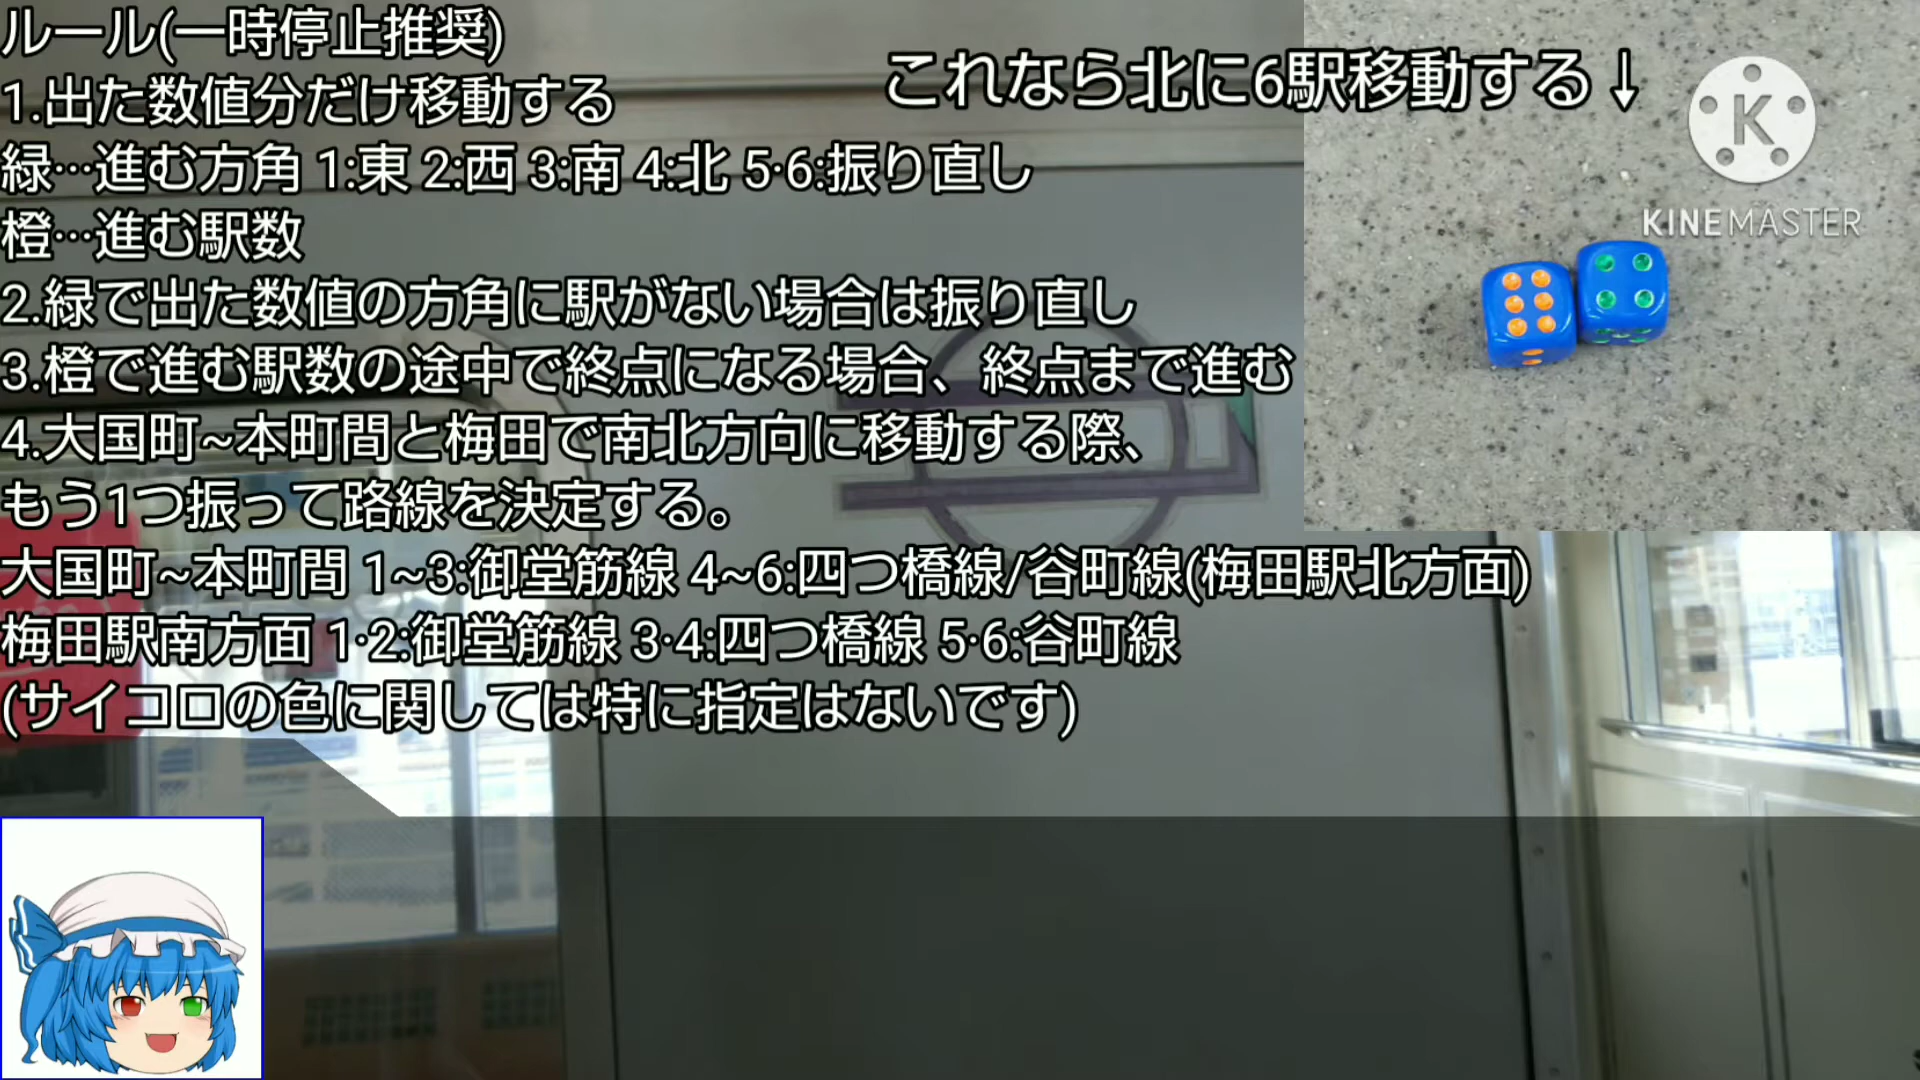 ルール(一時停止推奨)
1.出た数値分だけ移動する
緑…進む方角 1:東 2:西 3:南 4:北 5·6:振り直し
橙…進む駅数
2.緑で出た数値の方角に駅がない場合は振り直し
3.橙で進む駅数の途中で終点になる場合、終点まで進む
4.大国町~本町間と梅田で南北方向に移動する際、
もう1つ振って路線を決定する。
大国町~本町間 1~3:御堂筋線 4~6:四つ橋線/谷町線(梅田駅北方面)
梅田駅南方面 1·2:御堂筋線 3·4:四つ橋線 5·6:谷町線
(サイコロの色に関しては特に指定はないです)
これなら北に6駅移動する↓
K
KINEMASTER